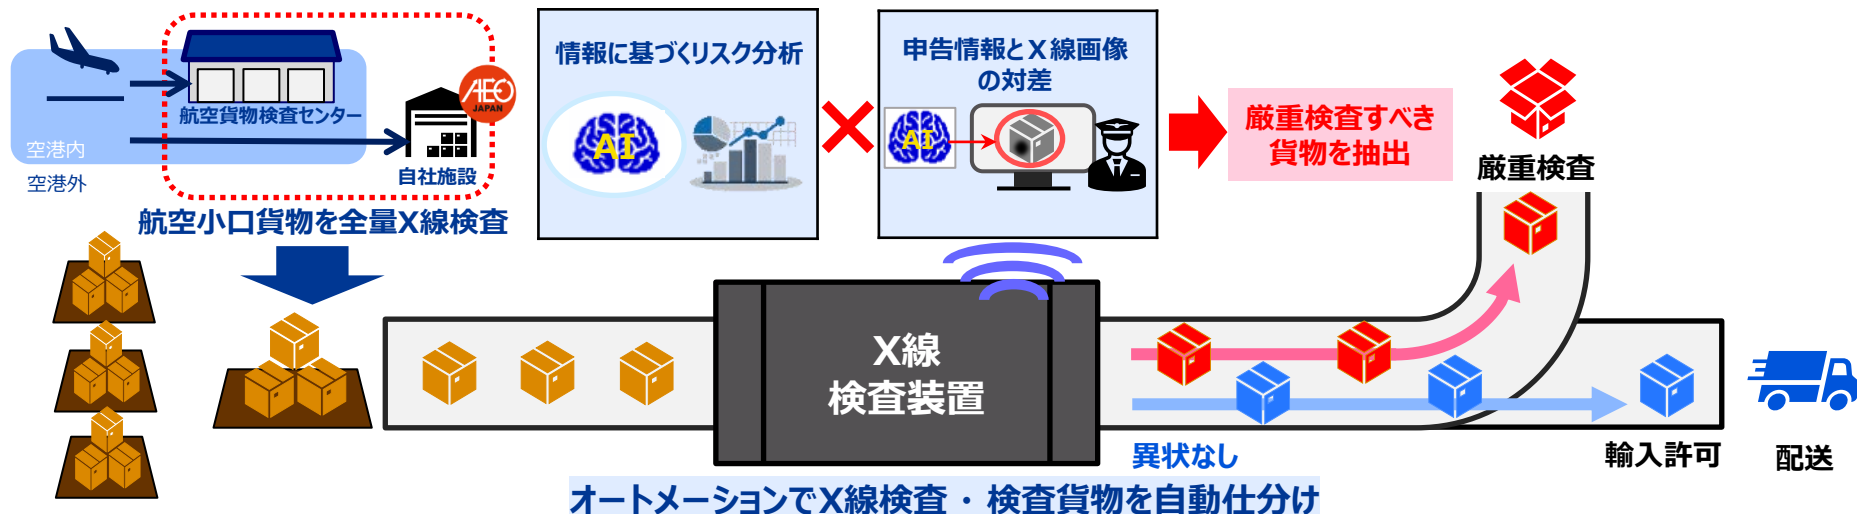 航空貨物検査センター
AEO
JAPAN
空港内
空港外
自社施設
航空小口貨物を全量X線検査
情報に基づくリスク分析
AI
申告情報とX線画像
の対差
AI
厳重検査すべき
貨物を抽出
厳重検査
X線
検査装置
異状なし
輸入許可
配送
オートメーションでX線検査・検査貨物を自動仕分け